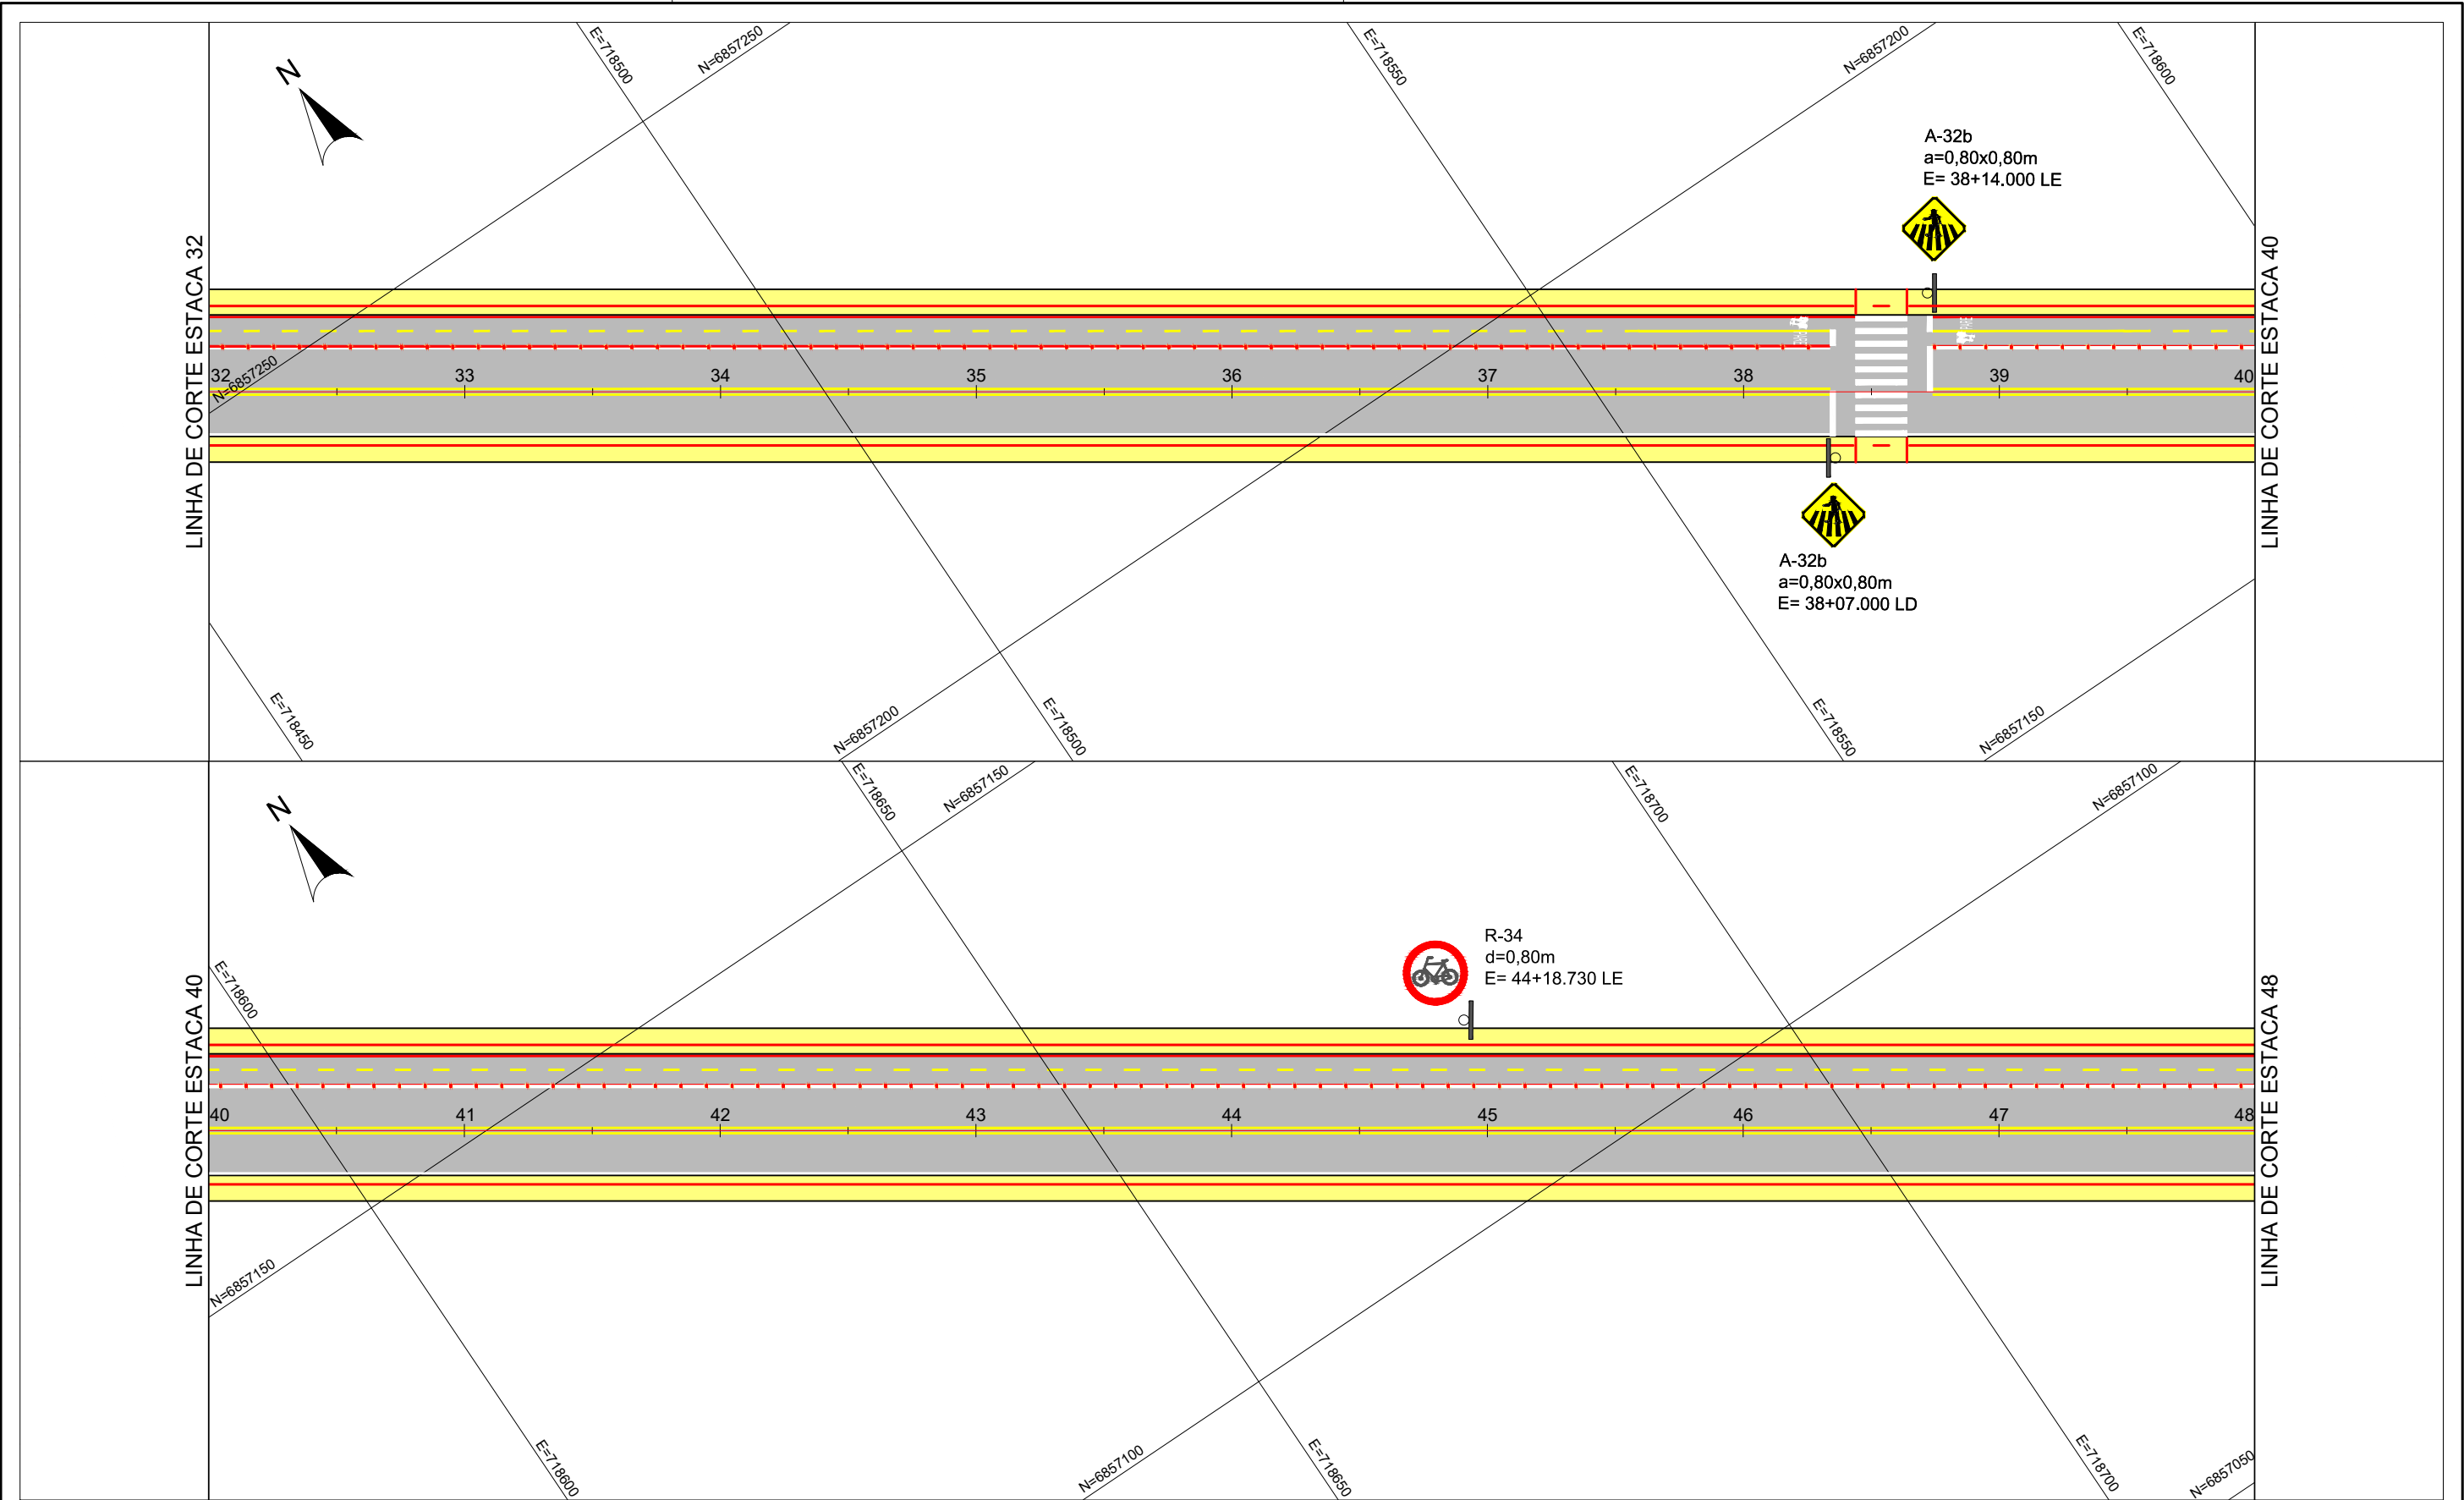 N
E=718500
N=6857250
E=718550
N=6857200
E=718600
A-32b
a=0,80x0,80m
E= 38+14.000 LE
LINHA DE CORTE ESTACA 32
LINHA DE CORTE ESTACA 40
32
33
34
35
36
37
38
39
40
N=6857250
A-32b
a=0,80x0,80m
E= 38+07.000 LD
E=718450
N=6857200
E=718500
E=718550
N=6857150
N
E=718650
N=6857150
E=718700
N=6857100
R-34
d=0,80m
E= 44+18.730 LE
E=718600
LINHA DE CORTE ESTACA 40
LINHA DE CORTE ESTACA 48
40
41
42
43
44
45
46
47
48
N=6857150
E=718600
N=6857100
E=718650
E=718700
N=6857050